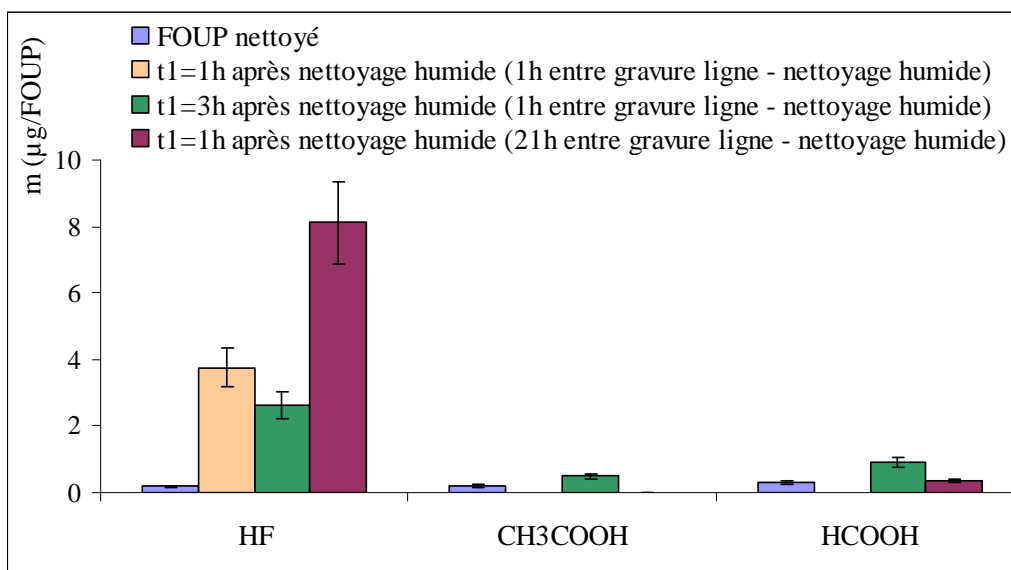 FOUP nettoyé
t1=1h après nettoyage humide (1h entre gravure ligne - nettoyage humide)
t1=3h après nettoyage humide (1h entre gravure ligne - nettoyage humide)
t1=1h après nettoyage humide (21h entre gravure ligne - nettoyage humide)
m (µg/FOUP)
10
8
6
4
2
0
HF CH3COOH HCOOH